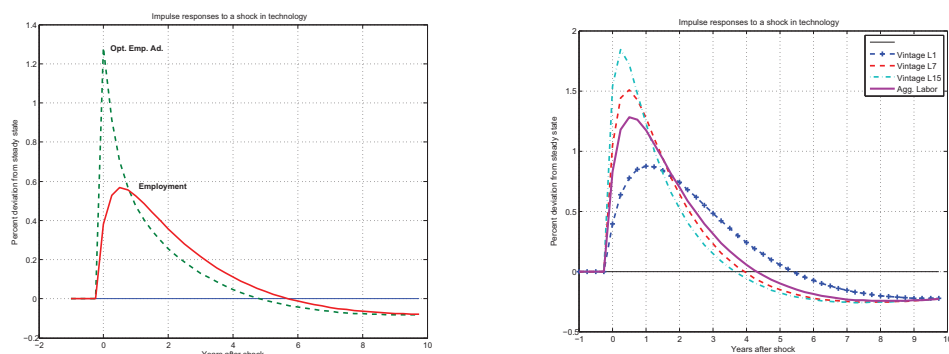 Impulse responses to a shock in technology
1.4
1.2
1
0.8
0.6
0.4
0.2
0
-0.2
Percent deviation from steady state
Opt. Emp. Ad.
Employment
-2
0
2
4
6
8
10
Years after shock
Impulse responses to a shock in technology
2
1.5
1
0.5
0
-0.5
Percent deviation from steady state
Vintage L1
Vintage L7
Vintage L15
Agg. Labor
-1
0
1
2
3
4
5
6
7
8
9
10
Years after shock